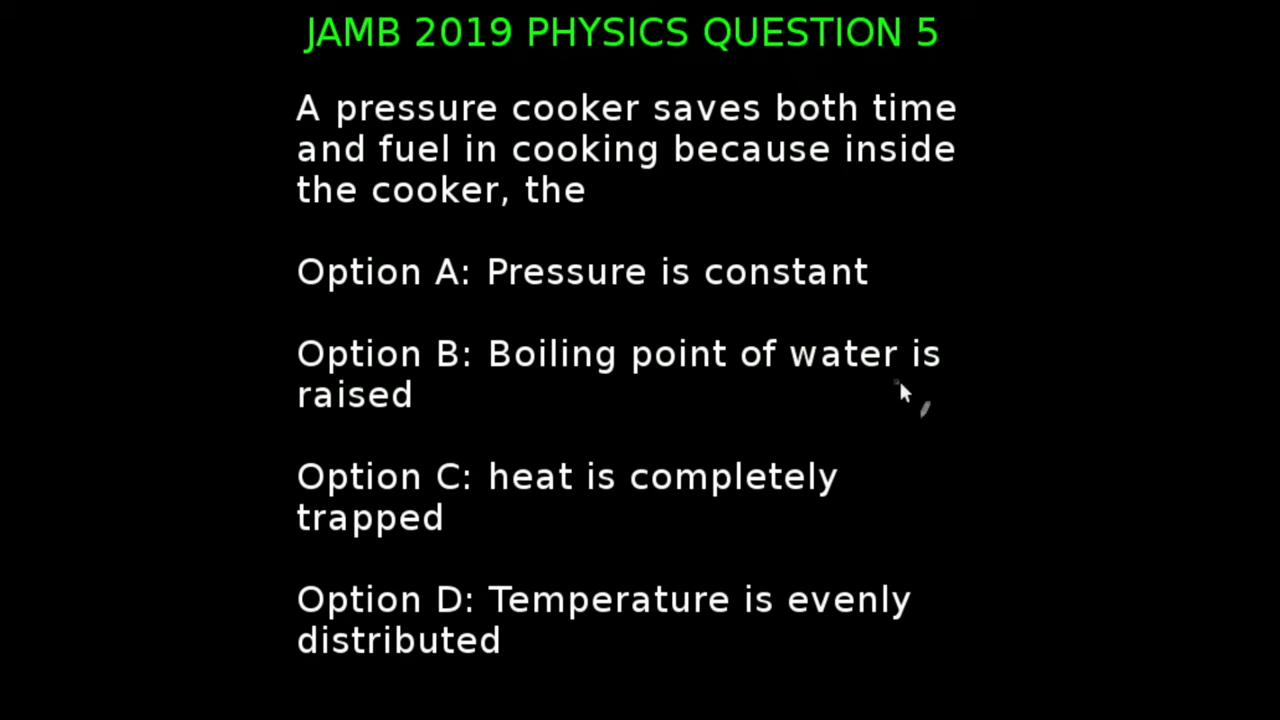 JAMB 2019 PHYSICS QUESTION 5
A pressure cooker saves both time
and fuel in cooking because inside
the cooker, the
Option A: Pressure is constant
Option B: Boiling point of water is
raised
Option C: heat is completely
trapped
Option D: Temperature is evenly
distributed